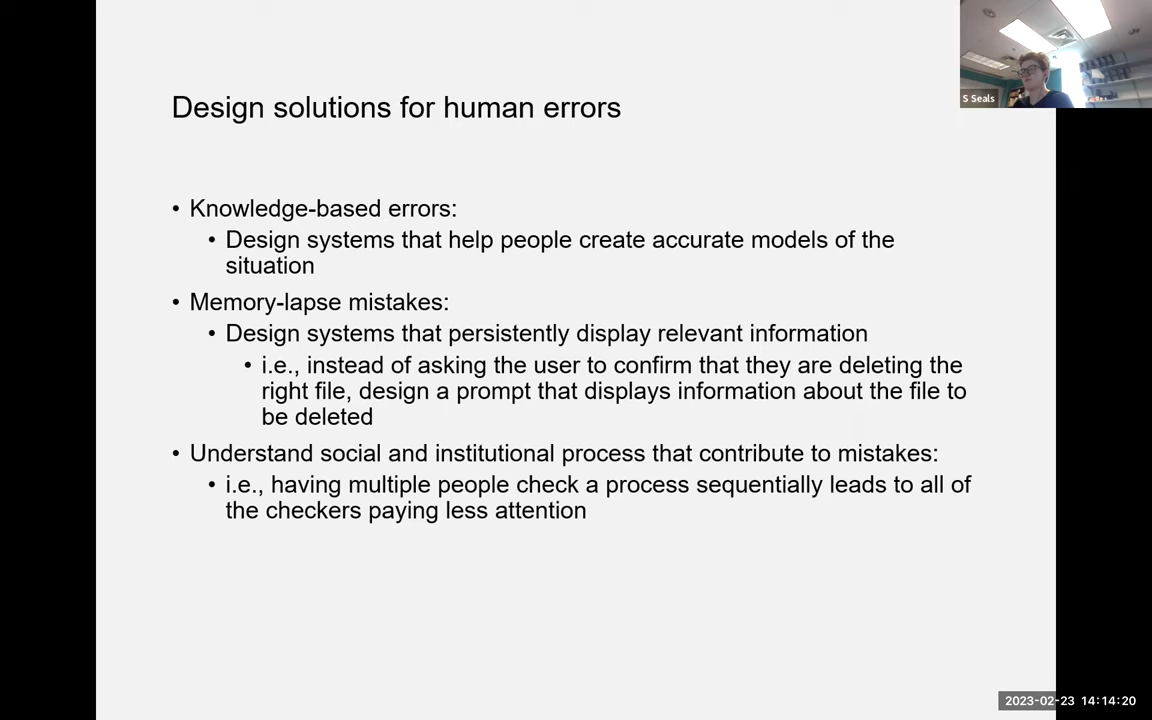 S Seals
Design solutions for human errors
• Knowledge-based errors:
• Design systems that help people create accurate models of the
situation
• Memory-lapse mistakes:
• Design systems that persistently display relevant information
• i.e., instead of asking the user to confirm that they are deleting the
right file, design a prompt that displays information about the file to
be deleted
• Understand social and institutional process that contribute to mistakes:
• i.e., having multiple people check a process sequentially leads to all of
the checkers paying less attention
2023-02-23 14:14:20